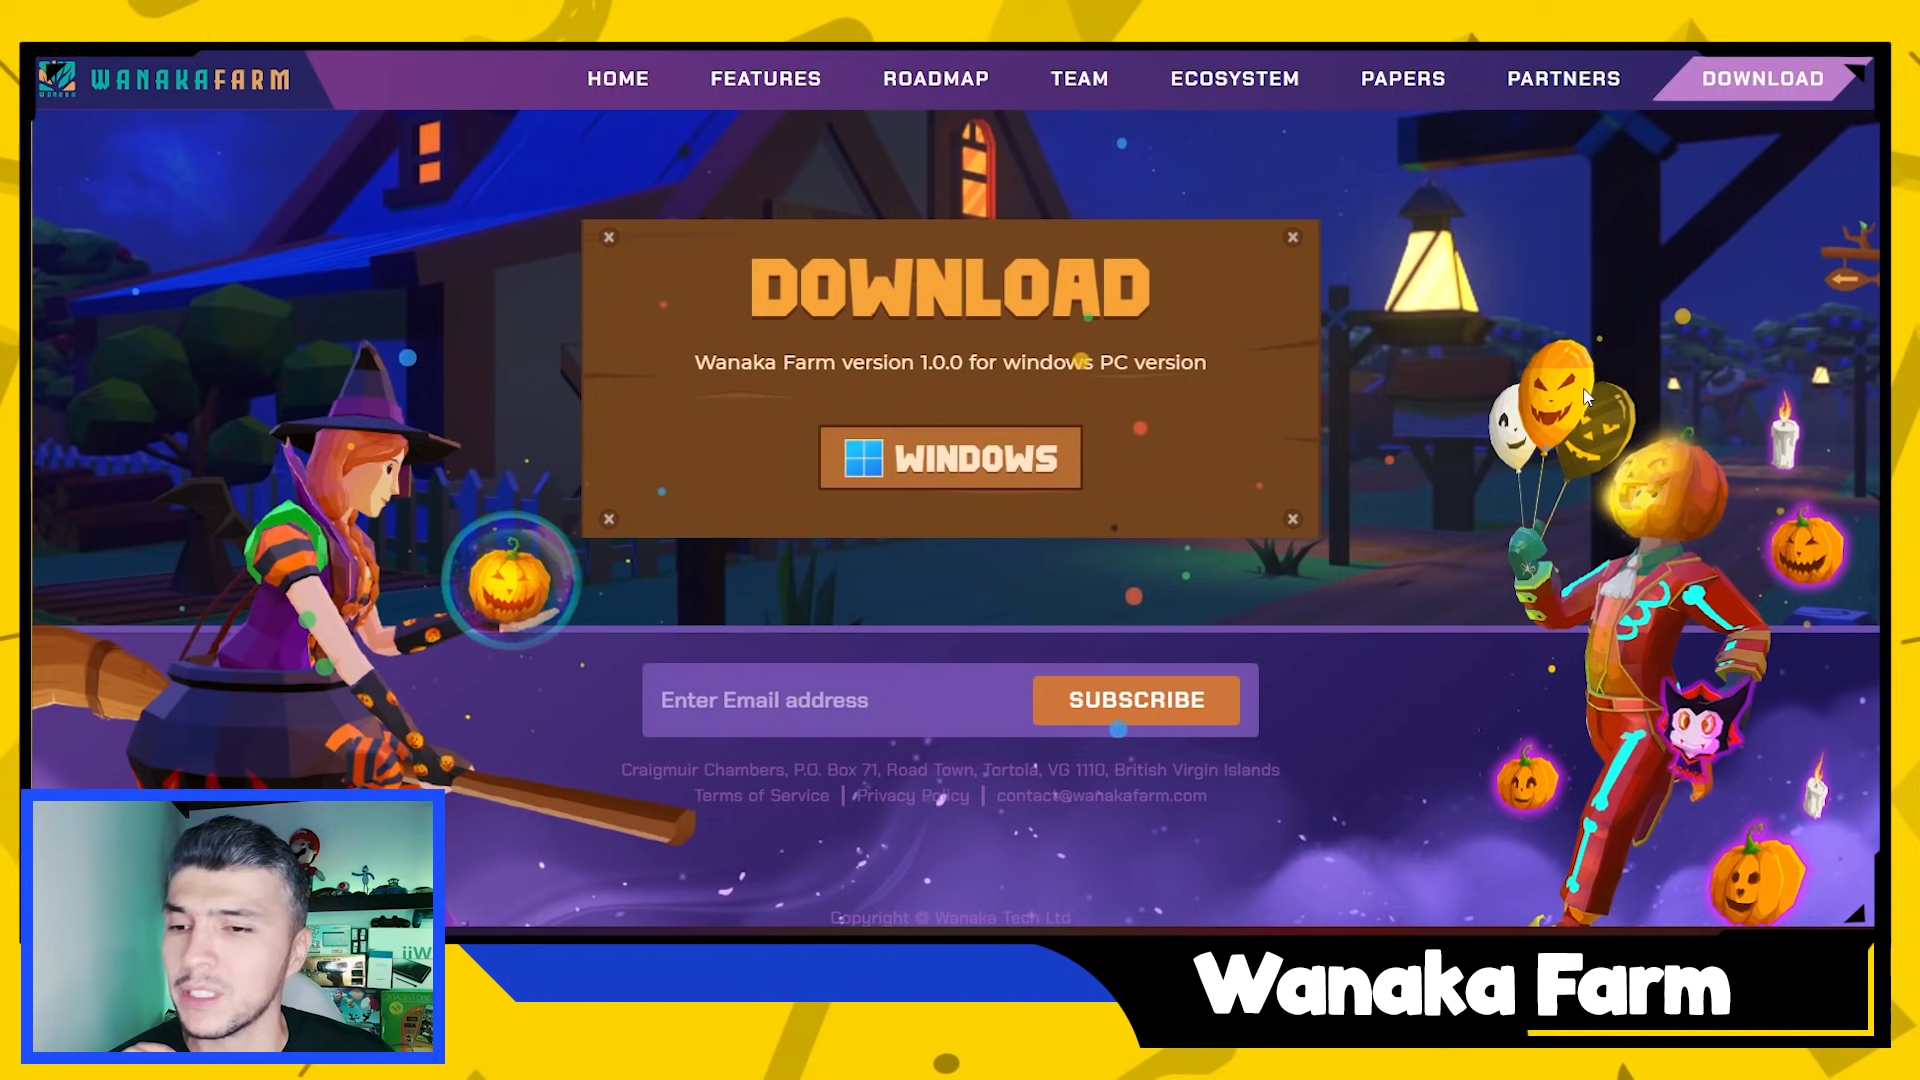 WANAKAFARM
HOME FEATURES ROADMAP TEAM ECOSYSTEM PAPERS PARTNERS DOWNLOAD
DOWNLOAD
Wanaka Farm version 1.0.0 for windows PC version
WINDOWS
Enter Email address
SUBSCRIBE
Craigmuir Chambers, P.O. Box 71, Road Town, Tortola, VG 1110, British Virgin Islands
Terms of Service | Privacy Policy | contact@wanakafarm.com
Copyright @ Wanaka Tech Ltd
Wanaka Farm